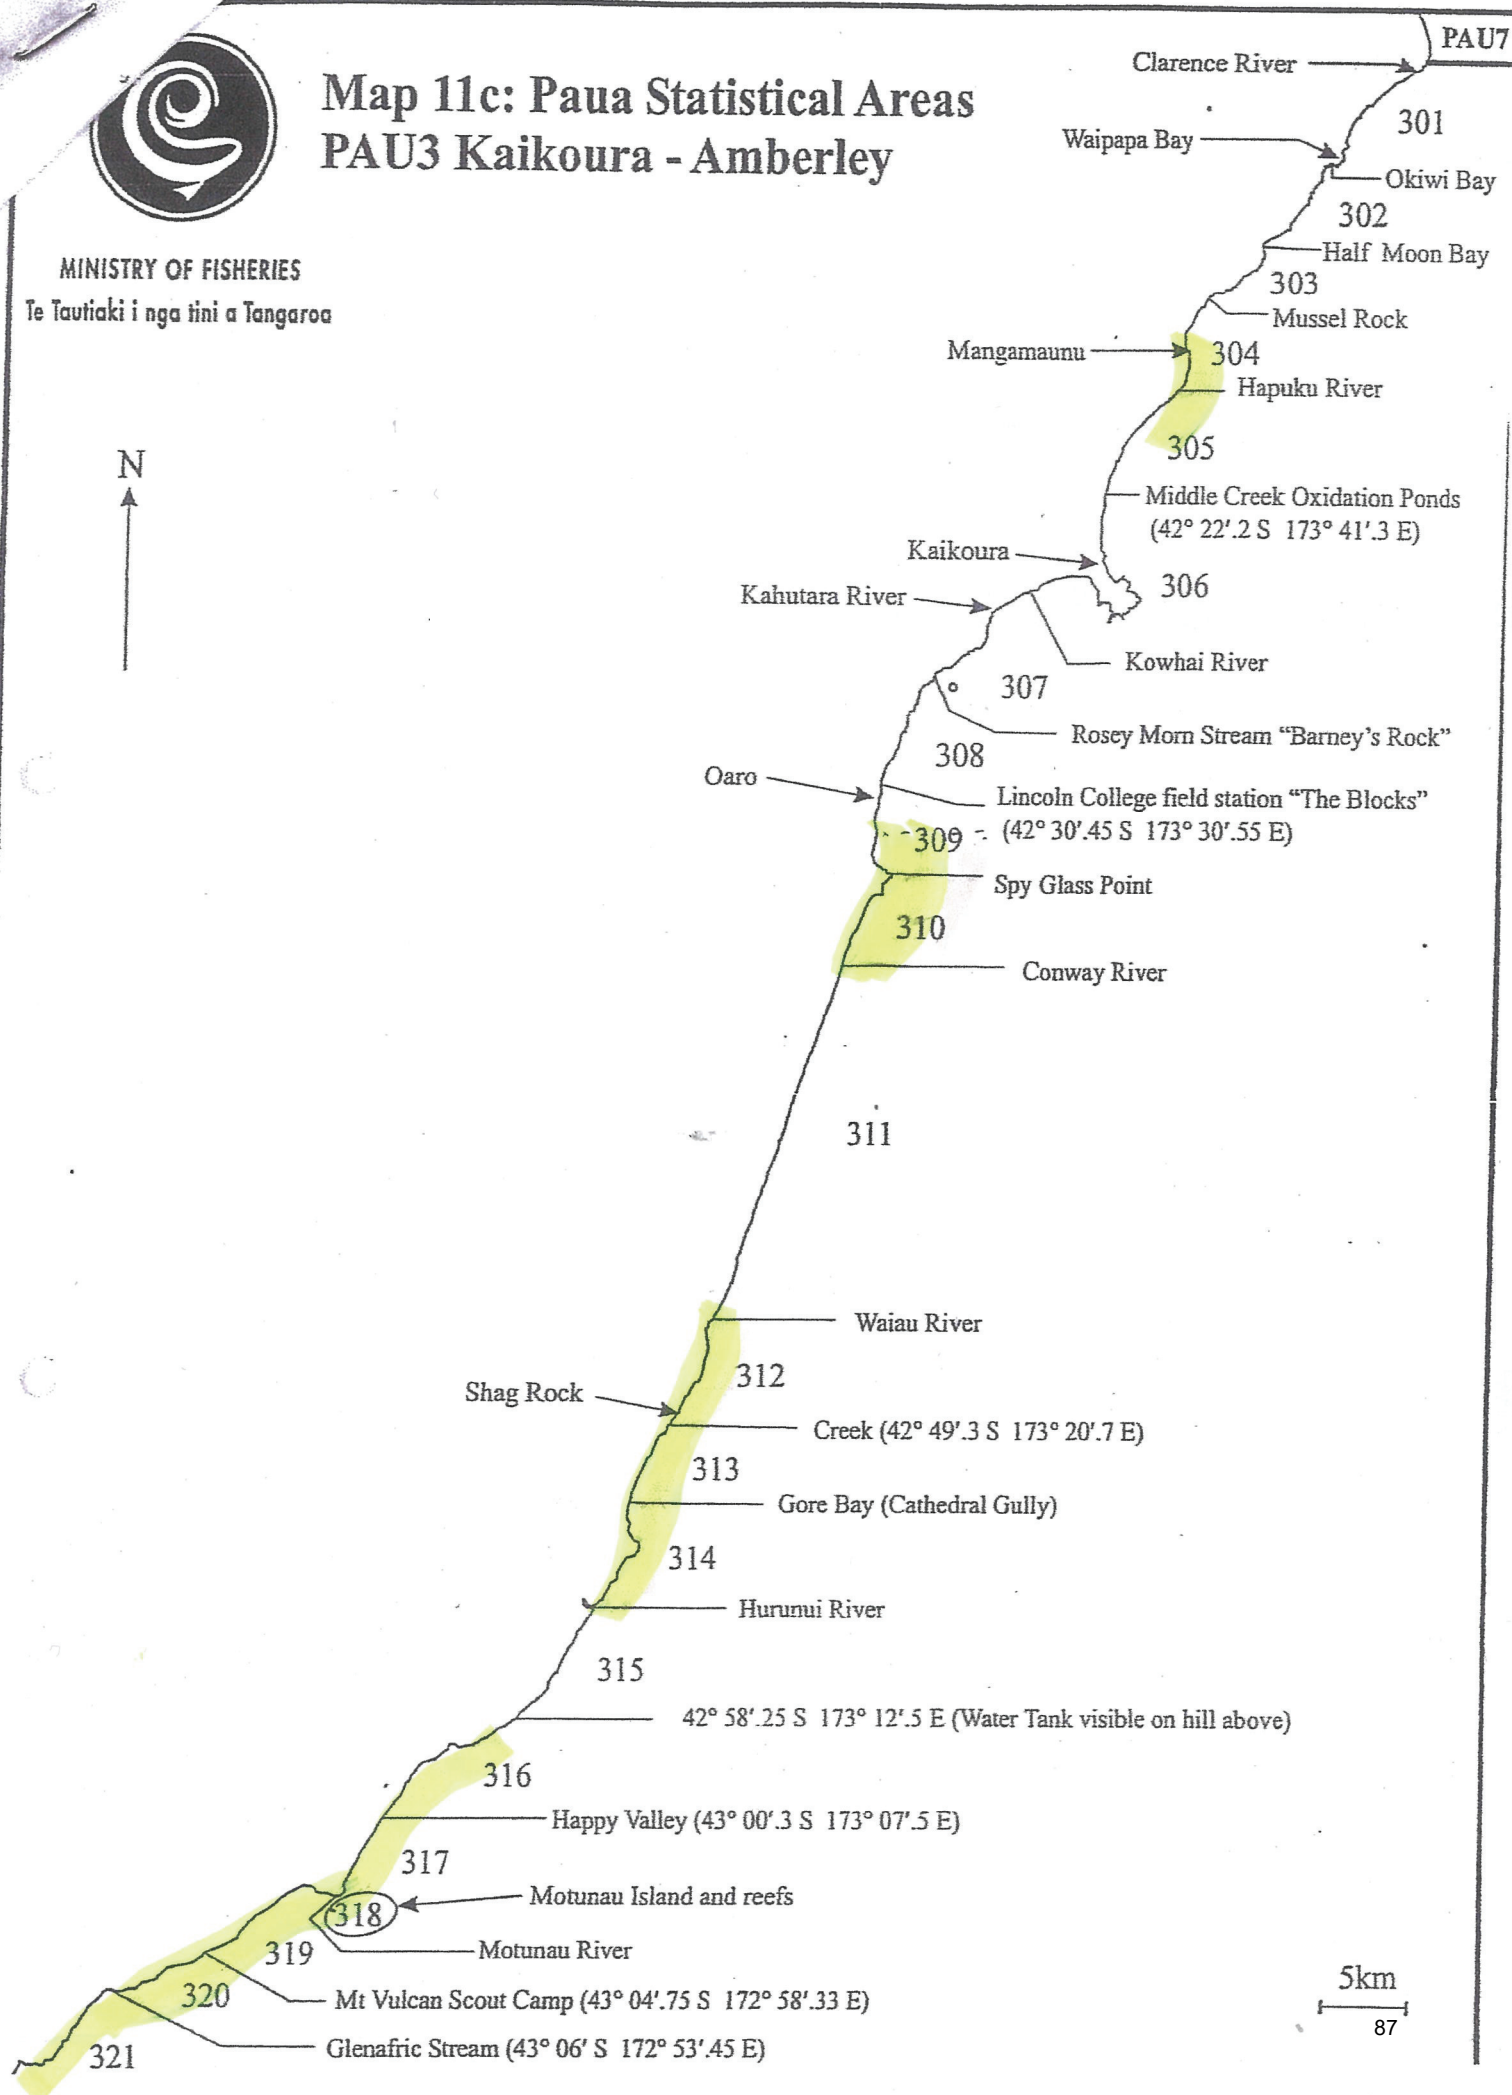 PAU7
Clarence River
Map 11c: Paua Statistical Areas
PAU3 Kaikoura - Amberley
301
Waipapa Bay
Okiwi Bay
302
Half Moon Bay
MINISTRY OF FISHERIES
Te Tautiaki i nga tini a Tangaroa
303
Mussel Rock
Mangamaunu
304
Hapuku River
305
N
Middle Creek Oxidation Ponds
(42° 22'.2 S 173° 41'.3 E)
Kaikoura
306
Kahutara River
Kowhai River
307
Rosey Morn Stream “Barney's Rock”
308
Oaro
Lincoln College field station “The Blocks”
(42° 30'.45 S 173° 30'.55 E)
309
Spy Glass Point
310
Conway River
311
Waiau River
312
Shag Rock
Creek (42° 49'.3 S 173° 20'.7 E)
313
Gore Bay (Cathedral Gully)
314
Hurunui River
315
42° 58'.25 S 173° 12'.5 E (Water Tank visible on hill above)
316
Happy Valley (43° 00'.3 S 173° 07'.5 E)
317
Motunau Island and reefs
318
Motunau River
319
320
Mt Vulcan Scout Camp (43° 04'.75 S 172° 58'.33 E)
Glenafric Stream (43° 06' S 172° 53'.45 E)
321
5km
87